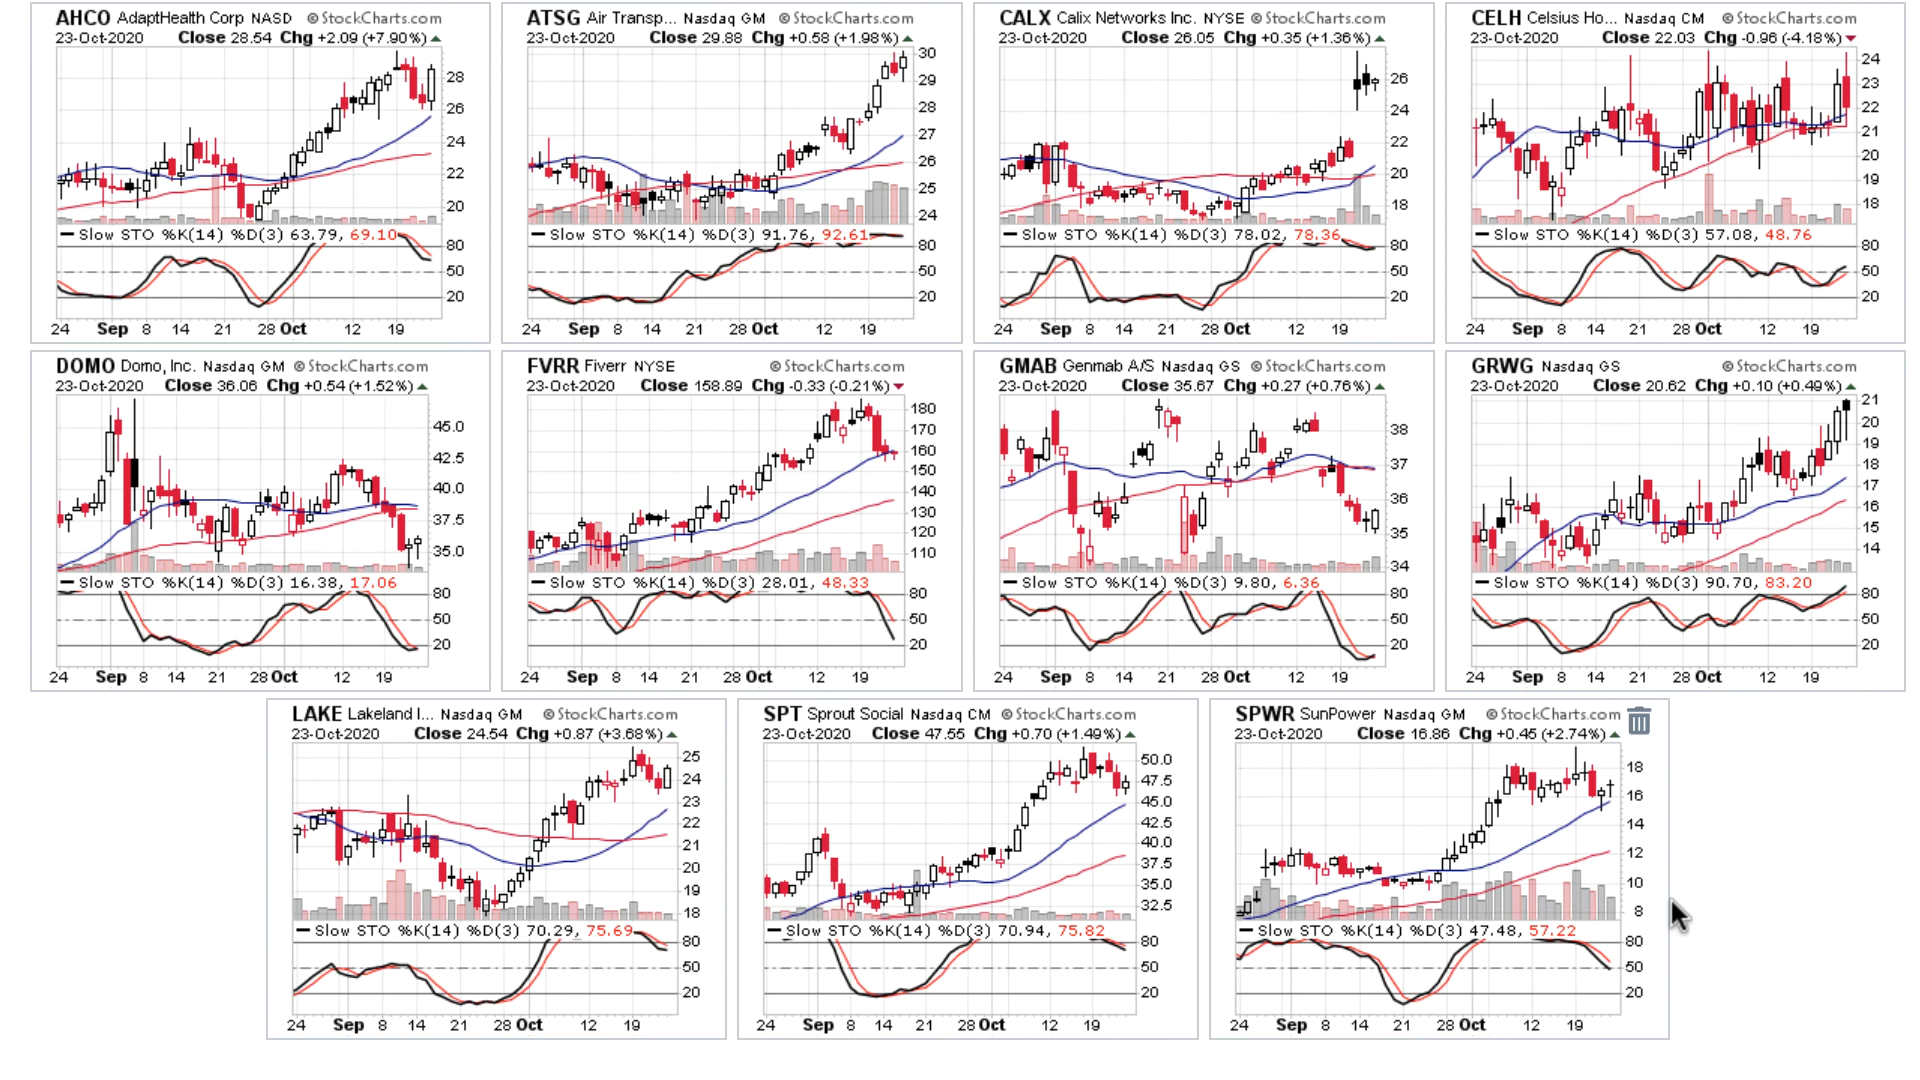 AHCO AdaptHealth Corp NASD © StockCharts.com
23-Oct-2020 Close 28.54 Chg +2.09 (+7.90%)
28
26
24
22
20
Slow STO %K(14) %D(3) 63.79, 69.10
80
50
20
24 Sep 8 14 21 28 Oct 12 19
ATSG Air Transp... Nasdaq GM © StockCharts.com
23-Oct-2020 Close 29.88 Chg +0.58 (+1.98%)
30
29
28
27
26
25
24
Slow STO %K(14) %D(3) 91.76, 92.61
80
50
20
24 Sep 8 14 21 28 Oct 12 19
CALX Calix Networks Inc. NYSE © StockCharts.com
23-Oct-2020 Close 26.05 Chg +0.35 (+1.36%)
26
24
22
20
18
Slow STO %K(14) %D(3) 78.02, 78.36
80
50
20
24 Sep 8 14 21 28 Oct 12 19
CELH Celsius Ho... Nasdaq CM © StockCharts.com
23-Oct-2020 Close 22.03 Chg -0.96 (-4.18%)
24
23
22
21
20
19
18
Slow STO %K(14) %D(3) 57.08, 48.76
80
50
20
24 Sep 8 14 21 28 Oct 12 19
DOMO Domo, Inc. Nasdaq GM © StockCharts.com
23-Oct-2020 Close 36.06 Chg +0.54 (+1.52%)
45.0
42.5
40.0
37.5
35.0
Slow STO %K(14) %D(3) 16.38, 17.06
80
50
20
24 Sep 8 14 21 28 Oct 12 19
FVRR Fiverr NYSE © StockCharts.com
23-Oct-2020 Close 158.89 Chg -0.33 (-0.21%)
180
170
160
150
140
130
120
110
Slow STO %K(14) %D(3) 28.01, 48.33
80
50
20
24 Sep 8 14 21 28 Oct 12 19
GMAB Genmab A/S Nasdaq GS © StockCharts.com
23-Oct-2020 Close 35.67 Chg +0.27 (+0.76%)
38
37
36
35
34
Slow STO %K(14) %D(3) 9.80, 6.36
80
50
20
24 Sep 8 14 21 28 Oct 12 19
GRWG Nasdaq GS © StockCharts.com
23-Oct-2020 Close 20.62 Chg +0.10 (+0.49%)
21
20
19
18
17
16
15
14
Slow STO %K(14) %D(3) 90.70, 83.20
80
50
20
24 Sep 8 14 21 28 Oct 12 19
LAKE Lakeland I... Nasdaq GM © StockCharts.com
23-Oct-2020 Close 24.54 Chg +0.87 (+3.68%)
25
24
23
22
21
20
19
18
Slow STO %K(14) %D(3) 70.29, 75.69
80
50
20
24 Sep 8 14 21 28 Oct 12 19
SPT Sprout Social Nasdaq CM © StockCharts.com
23-Oct-2020 Close 47.55 Chg +0.70 (+1.49%)
50.0
47.5
45.0
42.5
40.0
37.5
35.0
32.5
Slow STO %K(14) %D(3) 70.94, 75.82
80
50
20
24 Sep 8 14 21 28 Oct 12 19
SPWR SunPower Nasdaq GM © StockCharts.com
23-Oct-2020 Close 16.86 Chg +0.45 (+2.74%)
18
16
14
12
10
8
Slow STO %K(14) %D(3) 47.48, 57.22
80
50
20
24 Sep 8 14 21 28 Oct 12 19